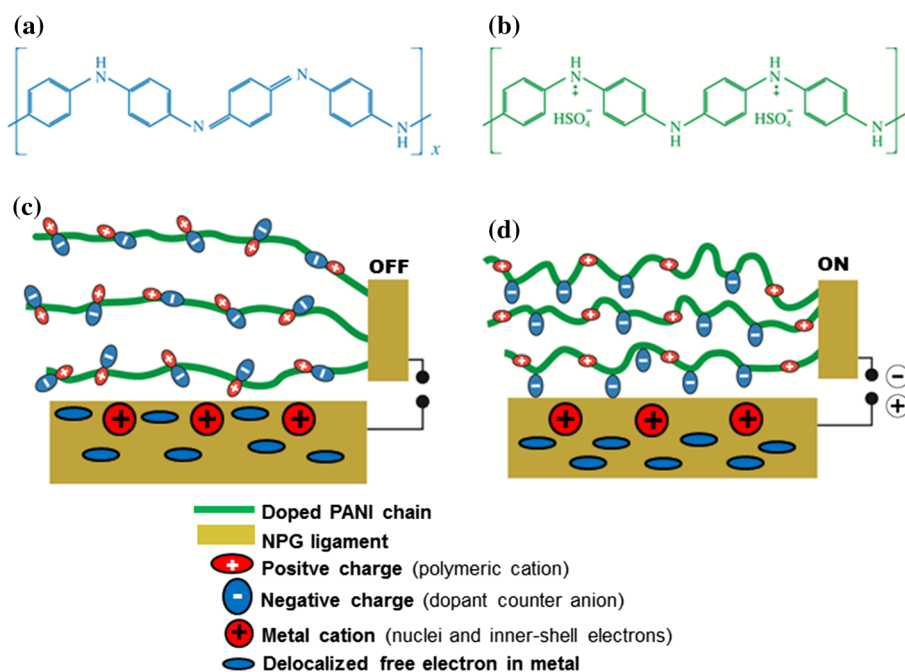 (a)
(b)
H
N
N
N
N
H
x
H
N
HSO₄⁻
N
H
H
N
HSO₄⁻
N
H
(c)
OFF
(d)
ON
Doped PANI chain
NPG ligament
Positve charge (polymeric cation)
Negative charge (dopant counter anion)
Metal cation (nuclei and inner-shell electrons)
Delocalized free electron in metal